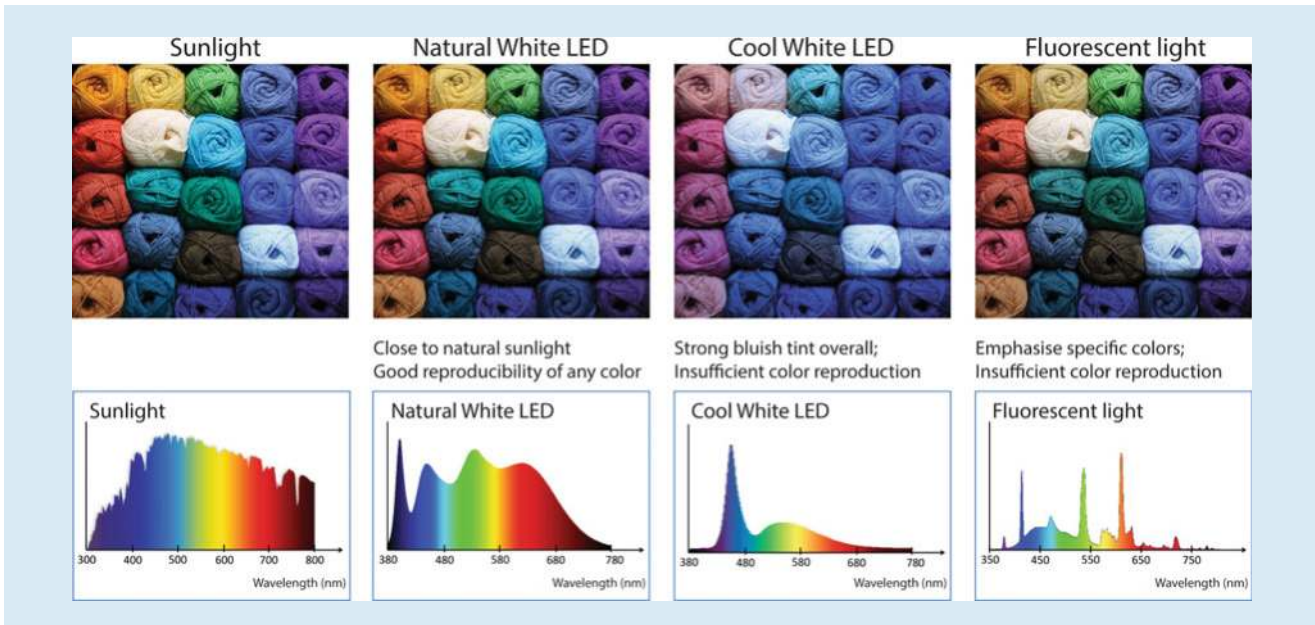 Sunlight
Natural White LED
Cool White LED
Fluorescent light
Close to natural sunlight
Good reproducibility of any color
Strong bluish tint overall;
Insufficient color reproduction
Emphasise specific colors;
Insufficient color reproduction
Sunlight
300 400 500 600 700 800
Wavelength (nm)
Natural White LED
380 480 580 680 780
Wavelength (nm)
Cool White LED
380 480 580 680 780
Wavelength (nm)
Fluorescent light
350 450 550 650 750
Wavelength (nm)